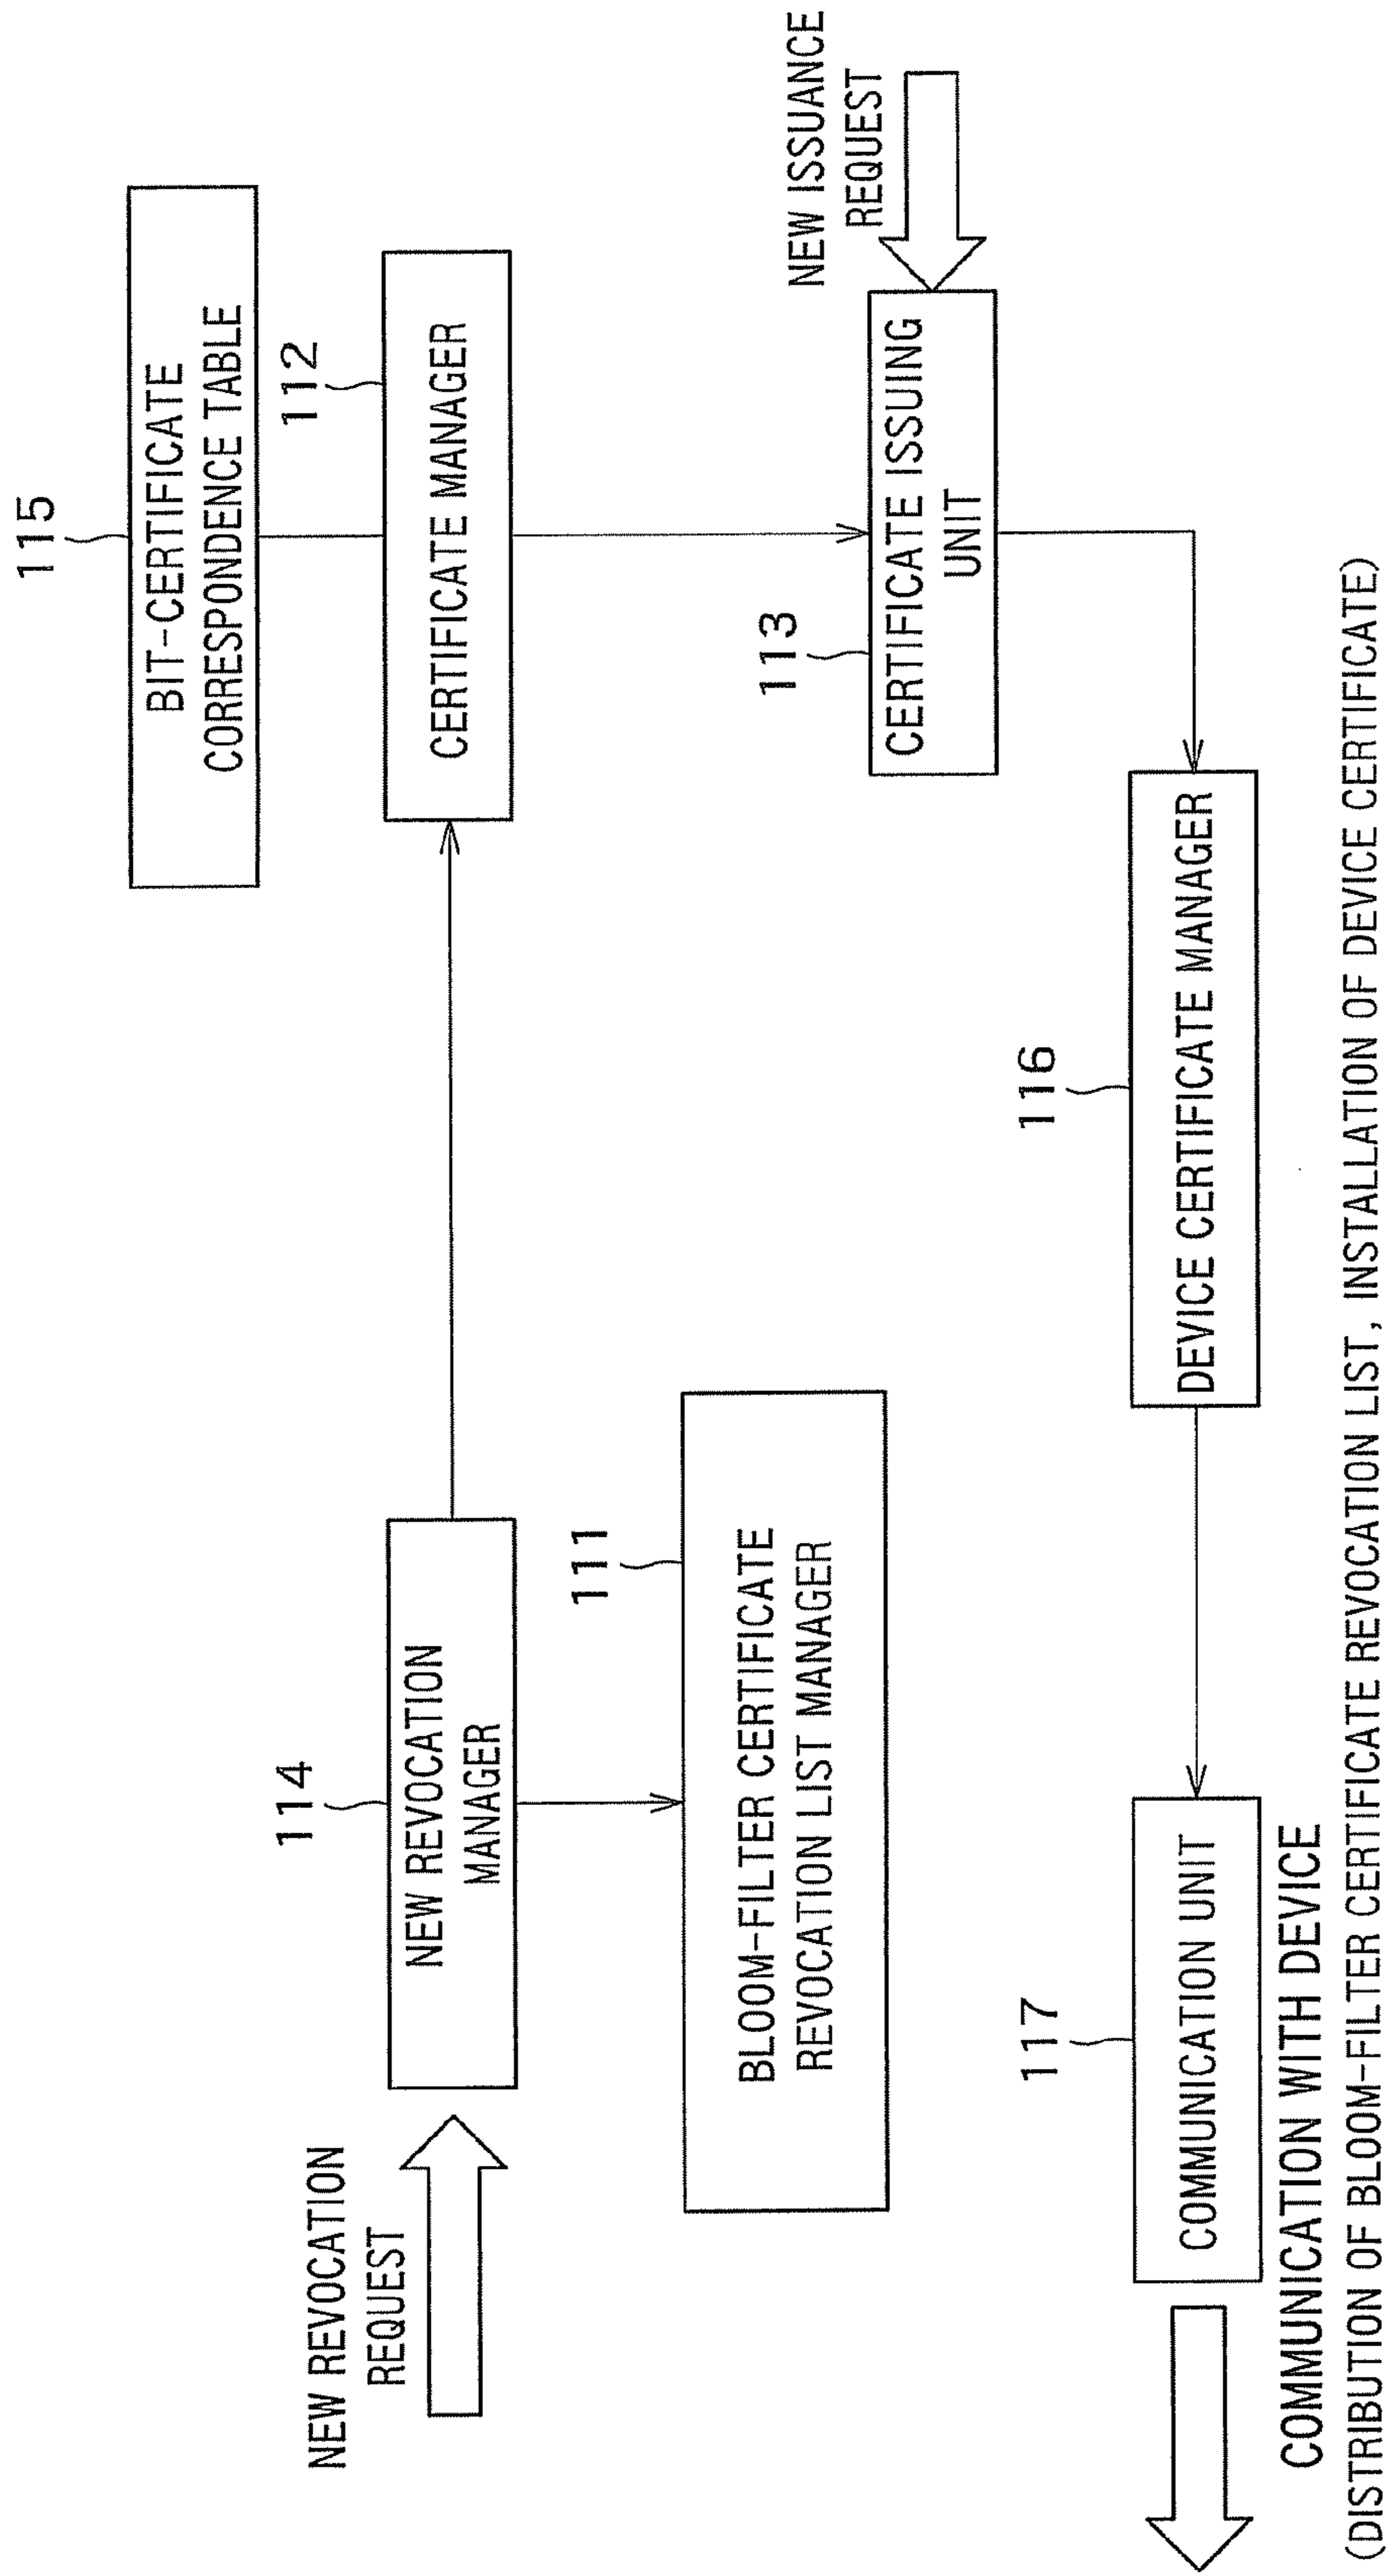 115
BIT-CERTIFICATE
CORRESPONDENCE TABLE
NEW REVOCATION
REQUEST
114
NEW REVOCATION
MANAGER
112
CERTIFICATE MANAGER
111
BLOOM-FILTER CERTIFICATE
REVOCATION LIST MANAGER
113
CERTIFICATE ISSUING
UNIT
NEW ISSUANCE
REQUEST
117
COMMUNICATION UNIT
116
DEVICE CERTIFICATE MANAGER
COMMUNICATION WITH DEVICE
(DISTRIBUTION OF BLOOM-FILTER CERTIFICATE REVOCATION LIST, INSTALLATION OF DEVICE CERTIFICATE)